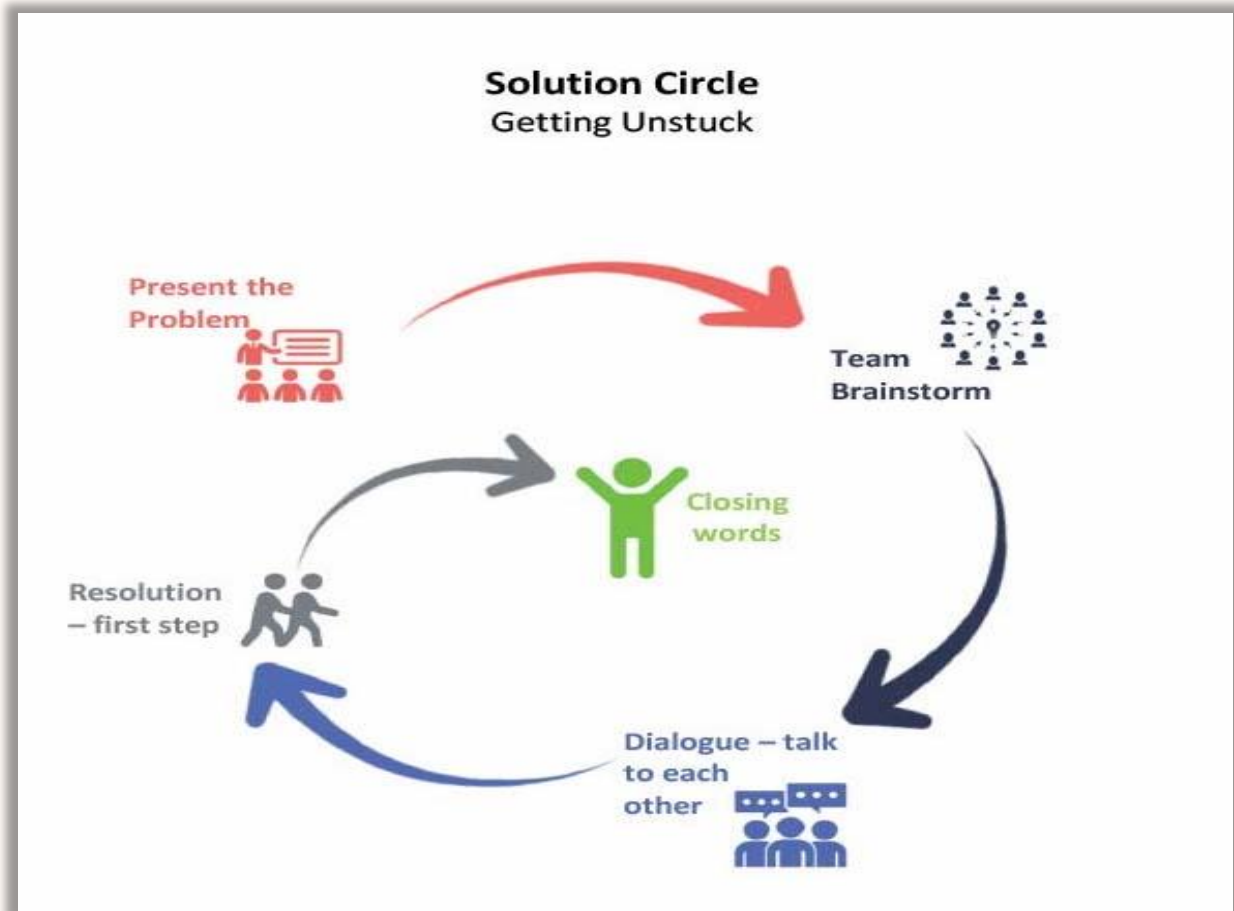 Solution Circle
Getting Unstuck
Present the
Problem
Team
Brainstorm
Closing
words
Resolution
– first step
Dialogue – talk
to each
other